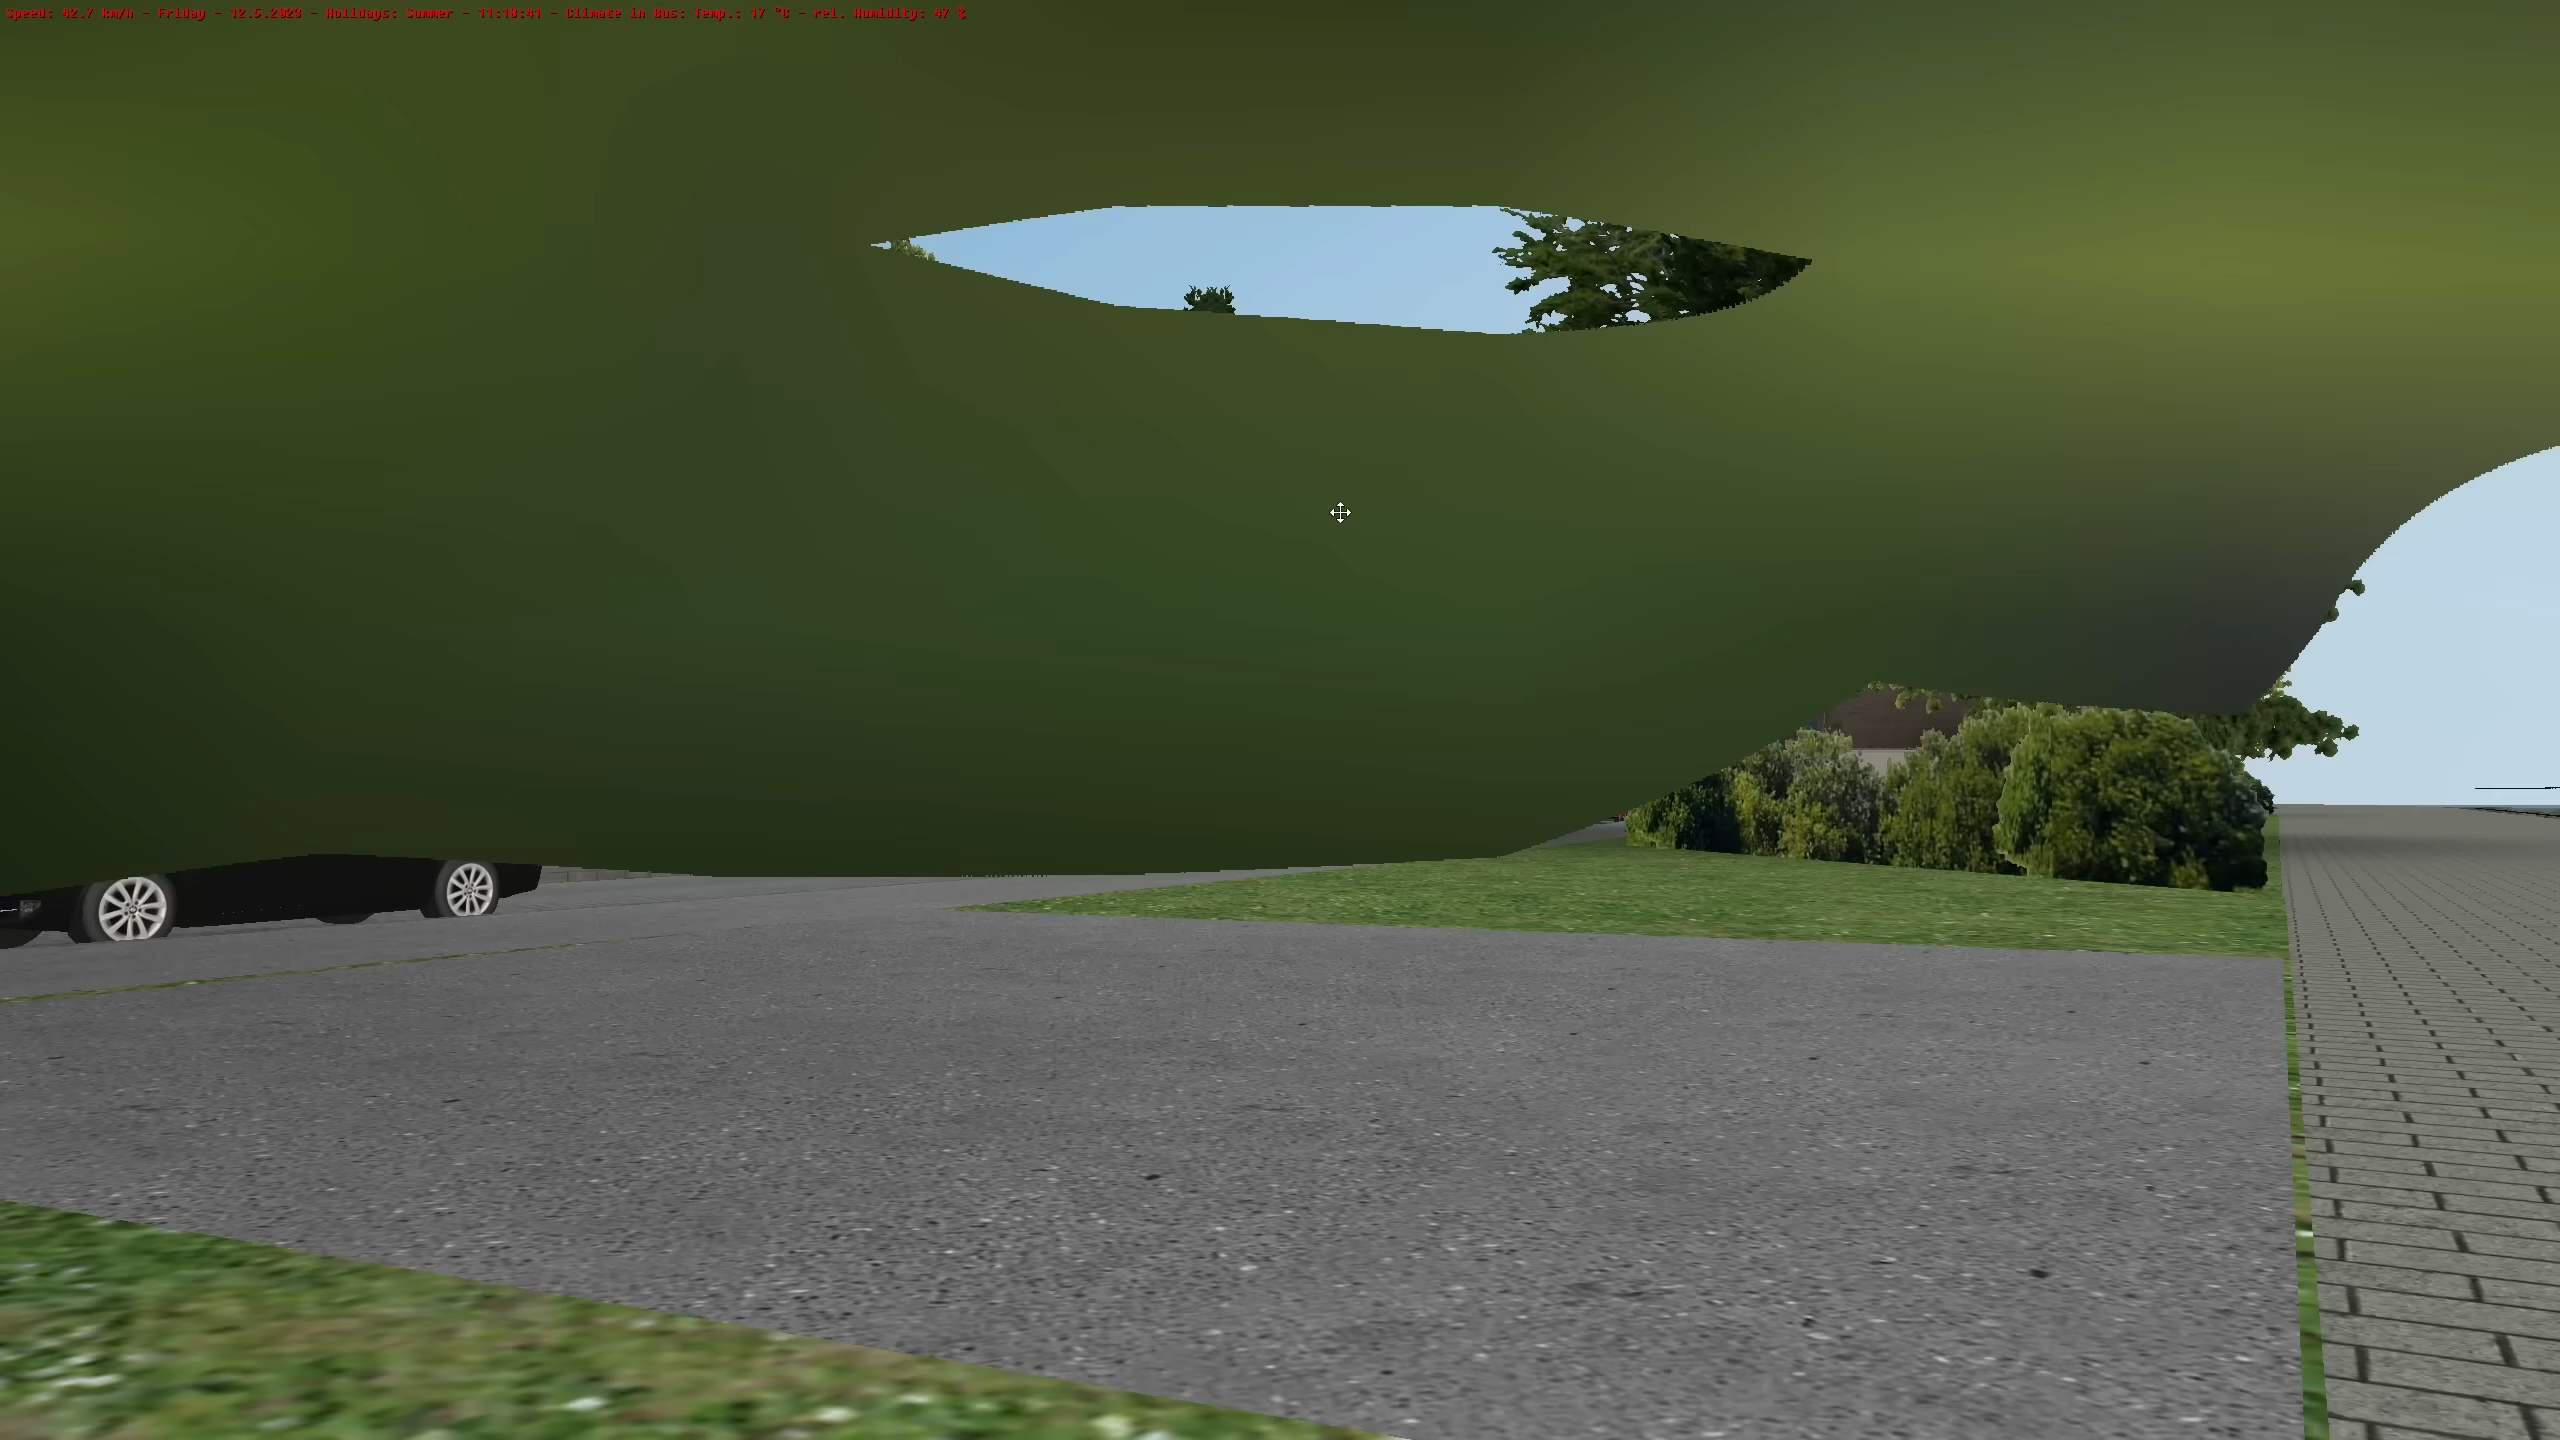 Speed: 42.7 km/h - Friday - 12.5.2023 - Holidays: Summer - 11:18:41 - Climate in Bus: Temp.: 17 °C - rel. Humidity: 47 %